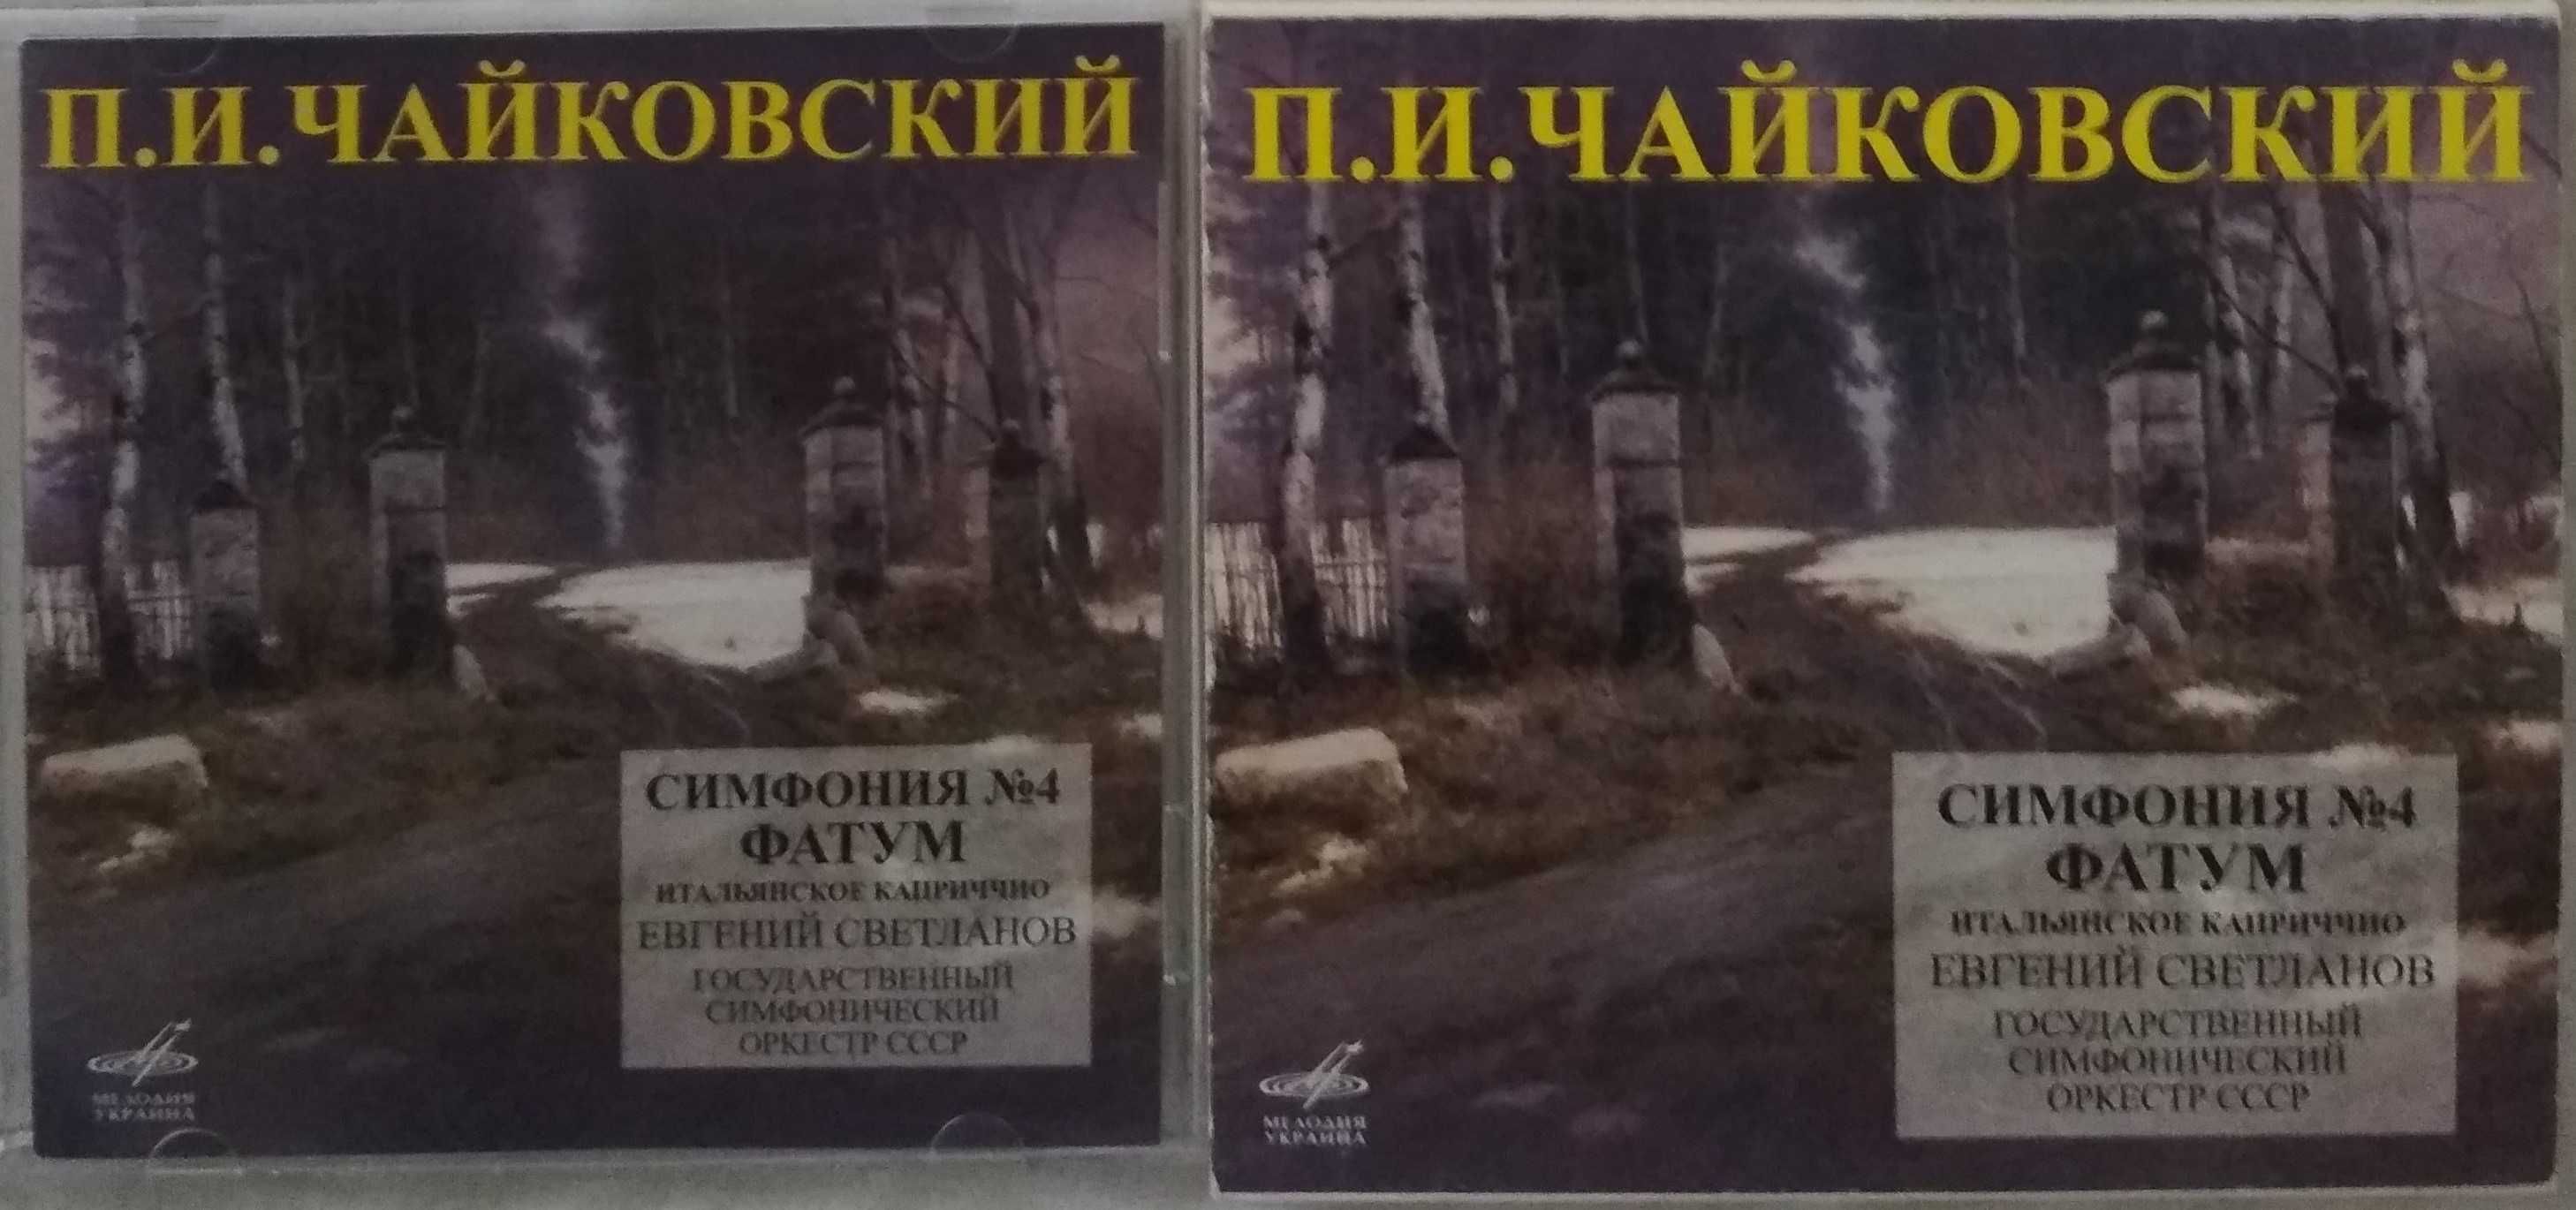 П.И.ЧАЙКОВСКИЙ
СИМФОНИЯ №4
ФАТУМ
ИТАЛЬЯНСКОЕ КАПРИЧЧИО
ЕВГЕНИЙ СВЕТЛАНОВ
ГОСУДАРСТВЕННЫЙ
СИМФОНИЧЕСКИЙ
ОРКЕСТР СССР
МЕЛОДИЯ
УКРАИНА
П.И.ЧАЙКОВСКИЙ
СИМФОНИЯ №4
ФАТУМ
ИТАЛЬЯНСКОЕ КАПРИЧЧИО
ЕВГЕНИЙ СВЕТЛАНОВ
ГОСУДАРСТВЕННЫЙ
СИМФОНИЧЕСКИЙ
ОРКЕСТР СССР
МЕЛОДИЯ
УКРАИНА